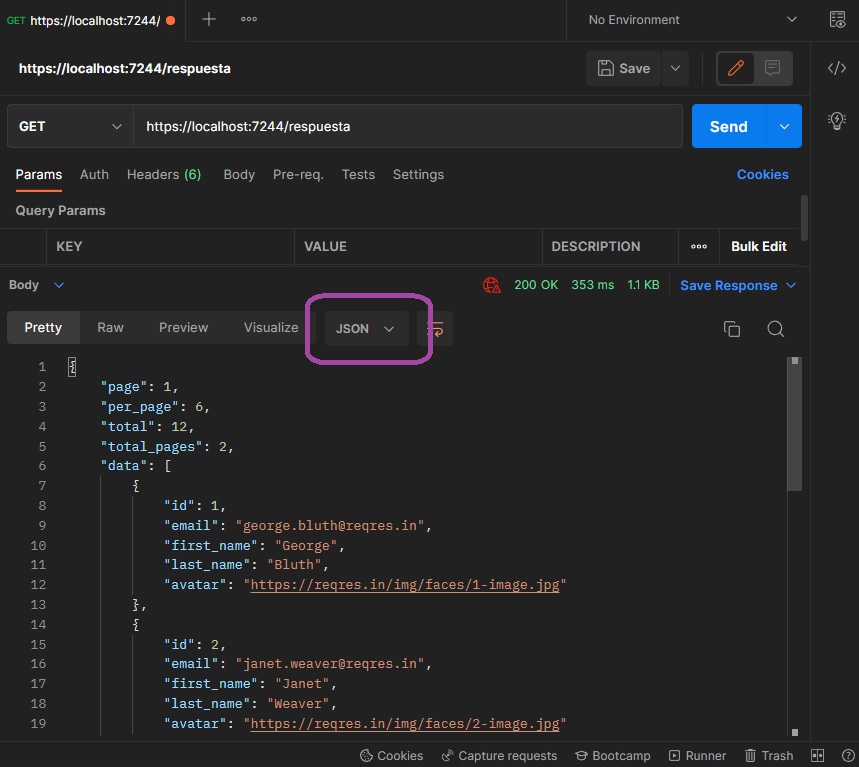 GET https://localhost:7244/ No Environment
https://localhost:7244/respuesta Save
GET https://localhost:7244/respuesta Send
Params Auth Headers (6) Body Pre-req. Tests Settings Cookies
Query Params
KEY VALUE DESCRIPTION Bulk Edit
Body 200 OK 353 ms 1.1 KB Save Response
Pretty Raw Preview Visualize JSON
1 {
2 "page": 1,
3 "per_page": 6,
4 "total": 12,
5 "total_pages": 2,
6 "data": [
7 {
8 "id": 1,
9 "email": "george.bluth@reqres.in",
10 "first_name": "George",
11 "last_name": "Bluth",
12 "avatar": "https://reqres.in/img/faces/1-image.jpg"
13 },
14 {
15 "id": 2,
16 "email": "janet.weaver@reqres.in",
17 "first_name": "Janet",
18 "last_name": "Weaver",
19 "avatar": "https://reqres.in/img/faces/2-image.jpg"
Cookies Capture requests Bootcamp Runner Trash